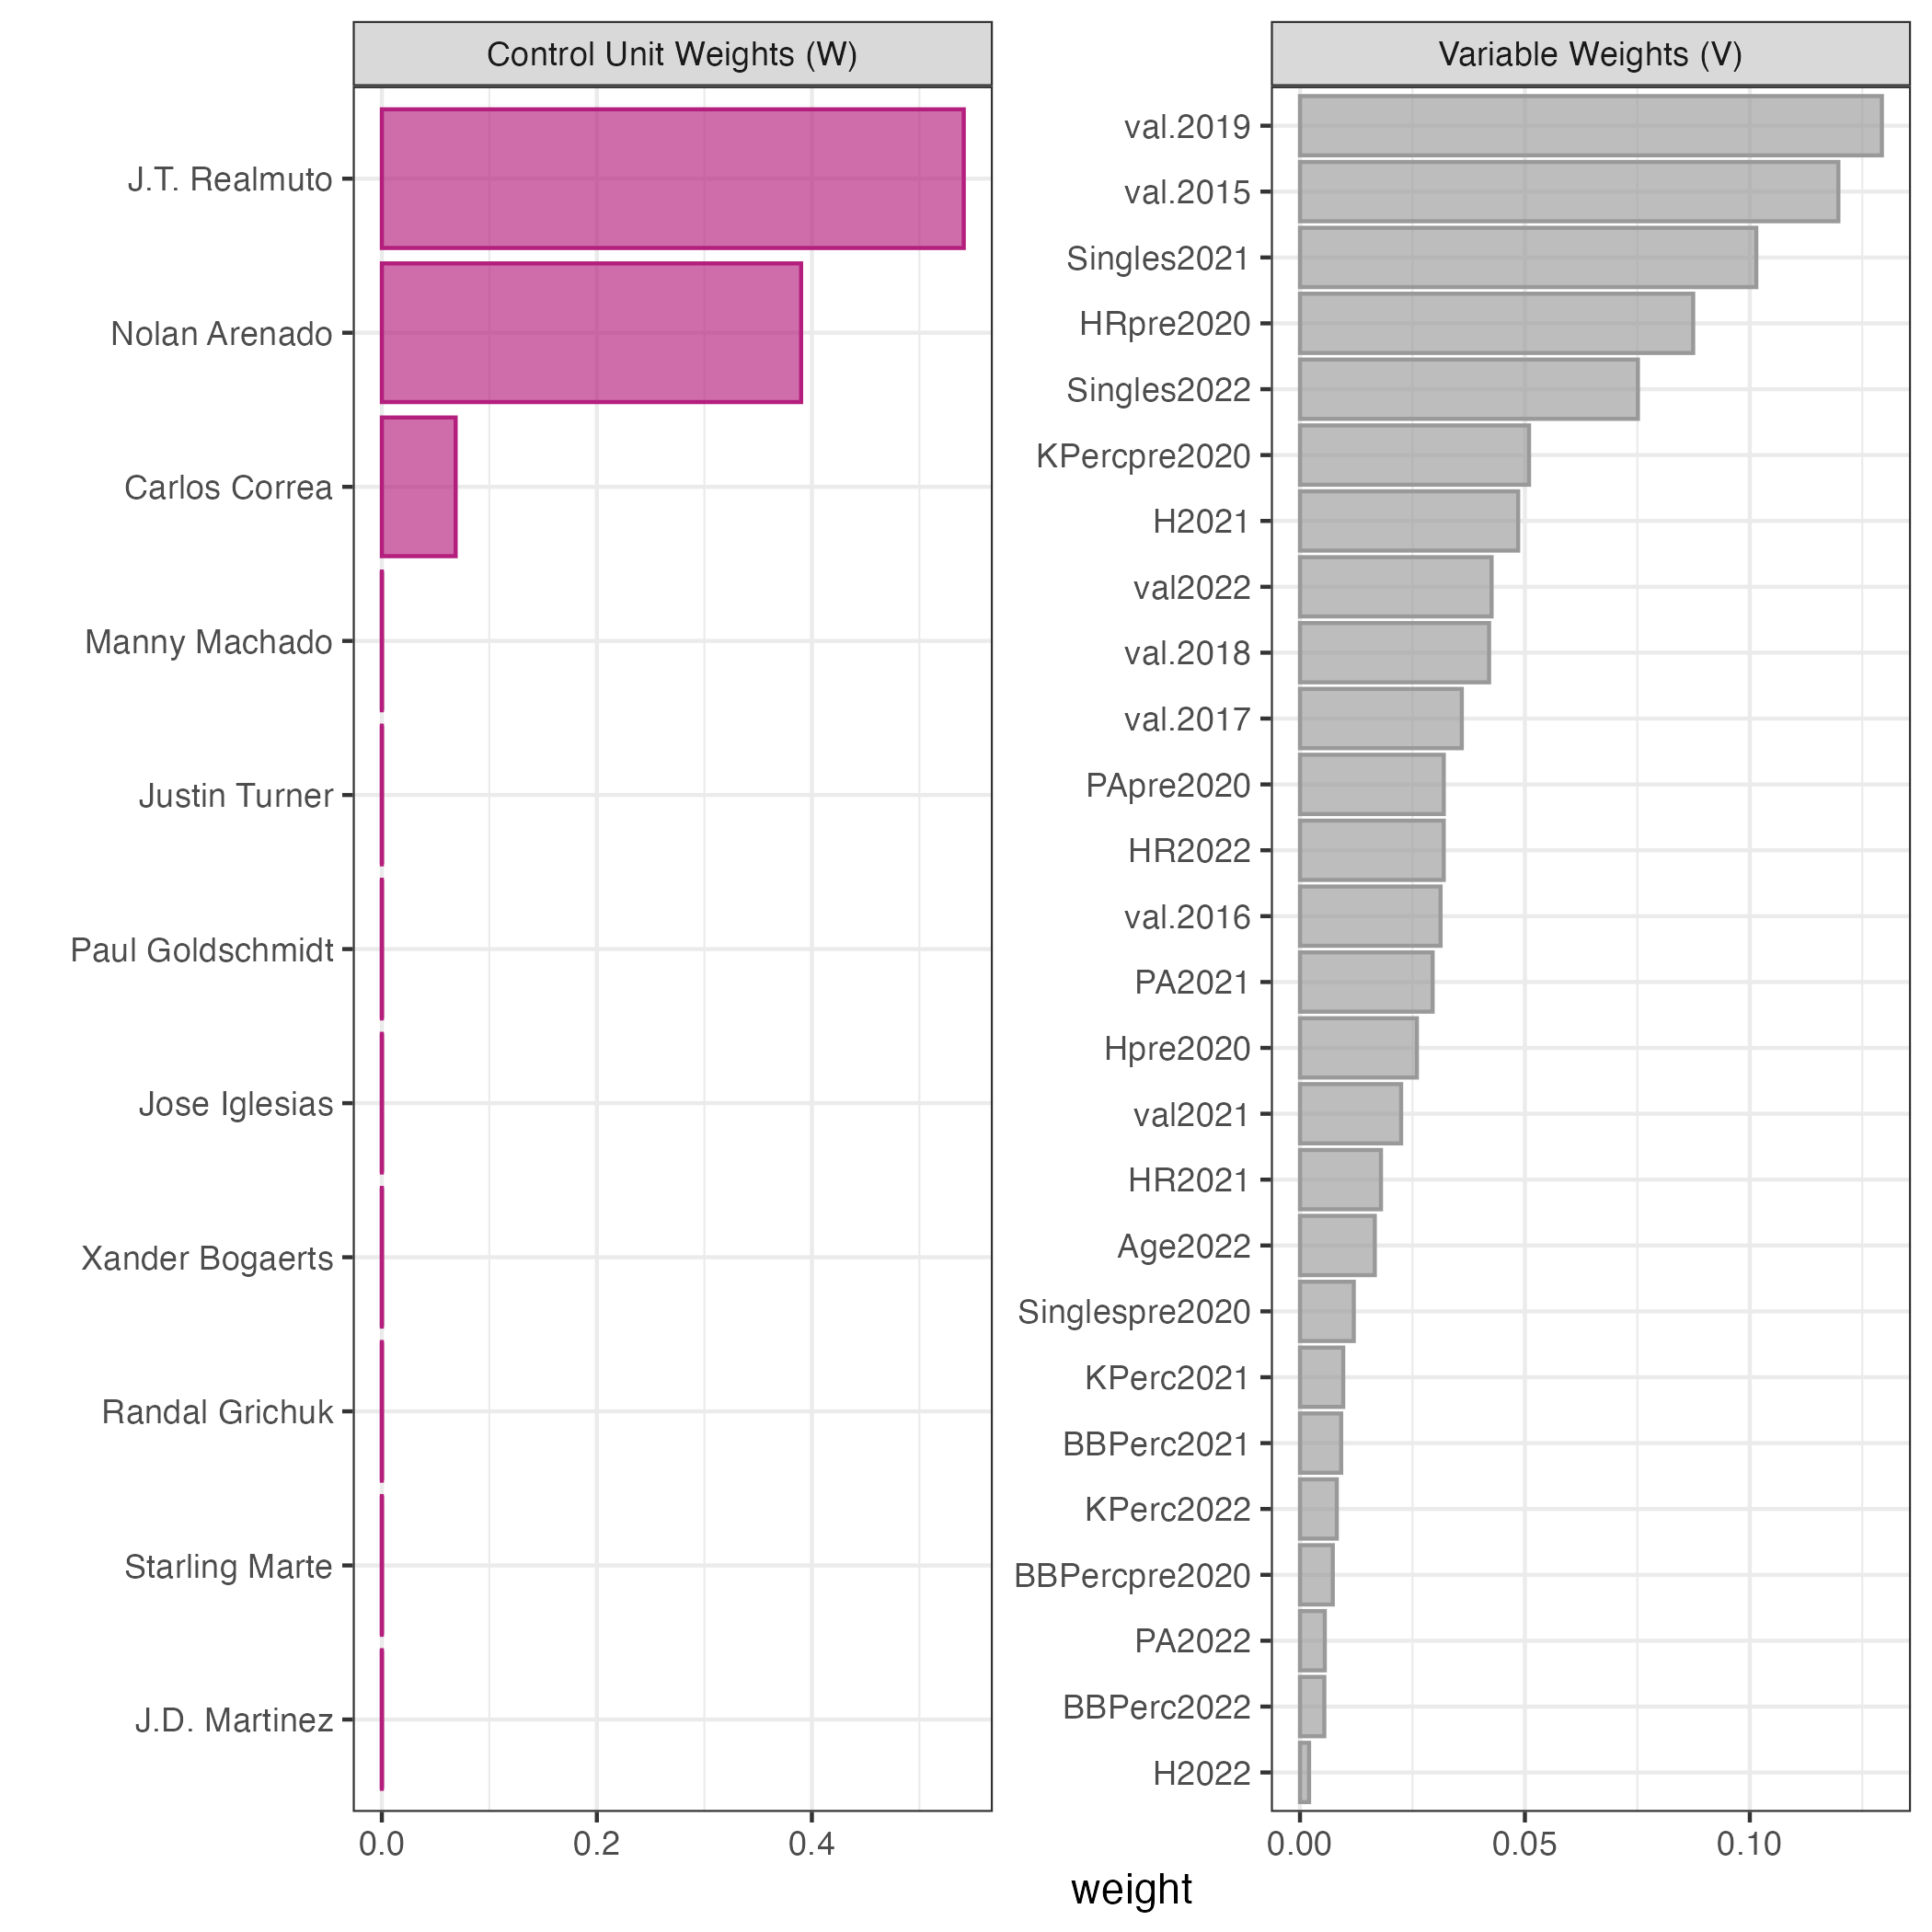 Control Unit Weights (W)
J.T. Realmuto
Nolan Arenado
Carlos Correa
Manny Machado
Justin Turner
Paul Goldschmidt
Jose Iglesias
Xander Bogaerts
Randal Grichuk
Starling Marte
J.D. Martinez
0.0
0.2
0.4
Variable Weights (V)
val.2019
val.2015
Singles2021
HRpre2020
Singles2022
KPercpre2020
H2021
val2022
val.2018
val.2017
PApre2020
HR2022
val.2016
PA2021
Hpre2020
val2021
HR2021
Age2022
Singlespre2020
KPerc2021
BBPerc2021
KPerc2022
BBPercpre2020
PA2022
BBPerc2022
H2022
0.00
0.05
0.10
weight